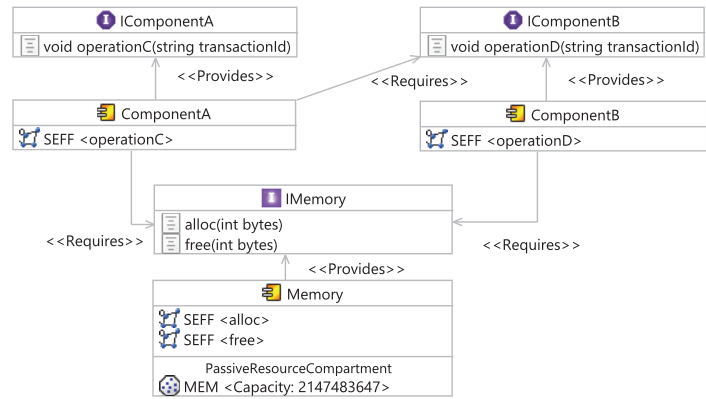 IComponentA
void operationC(string transactionId)
IComponentB
void operationD(string transactionId)
<<Provides>>
<<Requires>>
<<Provides>>
ComponentA
SEFF <operationC>
ComponentB
SEFF <operationD>
IMemory
alloc(int bytes)
free(int bytes)
<<Requires>>
<<Requires>>
<<Provides>>
Memory
SEFF <alloc>
SEFF <free>
PassiveResourceCompartment
MEM <Capacity: 2147483647>